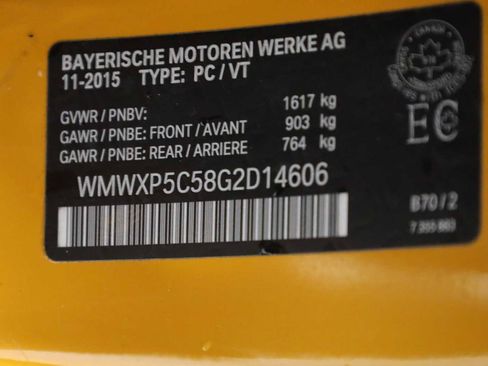 BAYERISCHE MOTOREN WERKE AG
11-2015 TYPE: PC / VT
GVWR / PNBV: 1617 kg
GAWR / PNBE: FRONT / AVANT 903 kg
GAWR / PNBE: REAR / ARRIERE 764 kg
WMWXP5C58G2D14606
CANADA
EC
B70 / 2